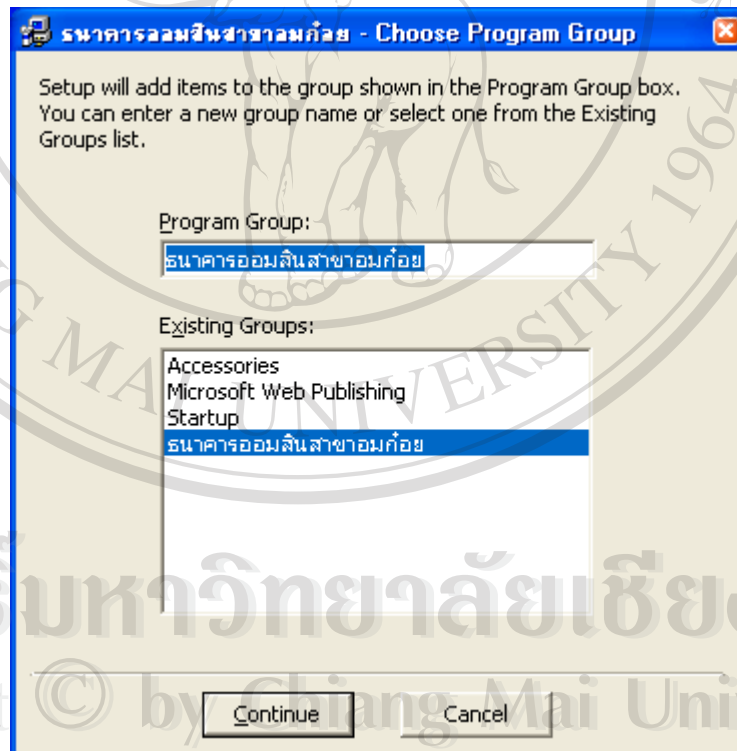 ธนาคารออมสินสาขาอมก๋อย - Choose Program Group
Setup will add items to the group shown in the Program Group box.
You can enter a new group name or select one from the Existing
Groups list.
Program Group:
ธนาคารออมสินสาขาอมก๋อย
Existing Groups:
Accessories
Microsoft Web Publishing
Startup
ธนาคารออมสินสาขาอมก๋อย
Continue
Cancel
MAI UNIVERSITY 1964
มหาวิทยาลัย
© by Chiang Mai